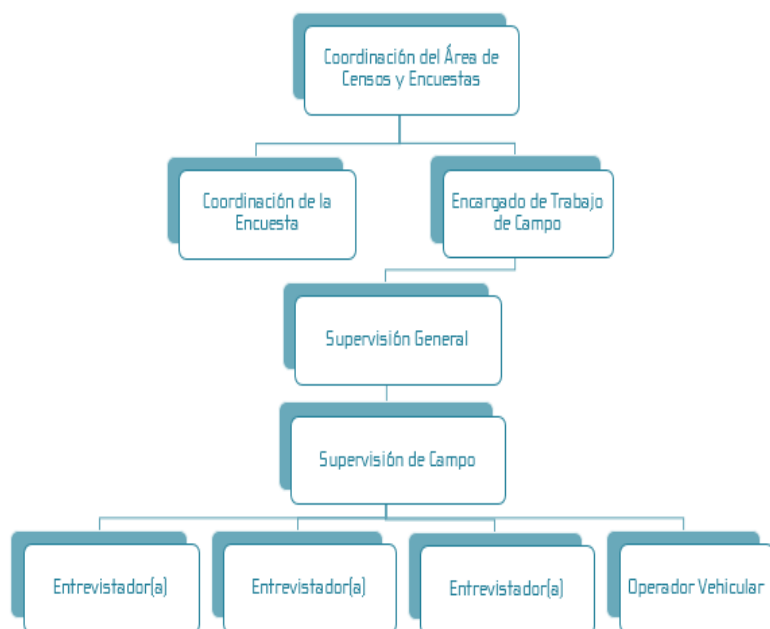 Coordinación del Área de
Censos y Encuestas
Coordinación de la
Encuesta
Encargado de Trabajo
de Campo
Supervisión General
Supervisión de Campo
Entrevistador(a)
Entrevistador(a)
Entrevistador(a)
Operador Vehicular